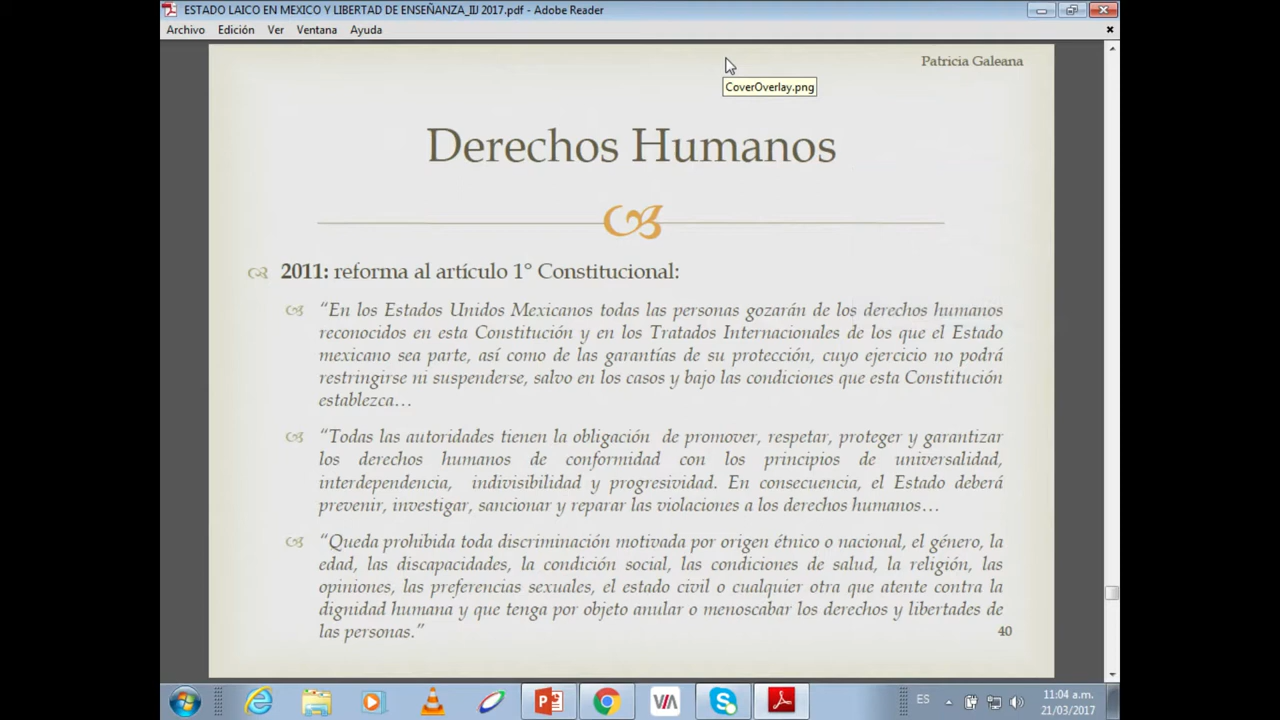 ESTADO LAICO EN MEXICO Y LIBERTAD DE ENSEÑANZA_IIJ 2017.pdf - Adobe Reader
Archivo Edición Ver Ventana Ayuda
Patricia Galeana
CoverOverlay.png
Derechos Humanos
2011: reforma al artículo 1° Constitucional:
“En los Estados Unidos Mexicanos todas las personas gozarán de los derechos humanos
reconocidos en esta Constitución y en los Tratados Internacionales de los que el Estado
mexicano sea parte, así como de las garantías de su protección, cuyo ejercicio no podrá
restringirse ni suspenderse, salvo en los casos y bajo las condiciones que esta Constitución
establezca…
“Todas las autoridades tienen la obligación de promover, respetar, proteger y garantizar
los derechos humanos de conformidad con los principios de universalidad,
interdependencia, indivisibilidad y progresividad. En consecuencia, el Estado deberá
prevenir, investigar, sancionar y reparar las violaciones a los derechos humanos…
“Queda prohibida toda discriminación motivada por origen étnico o nacional, el género, la
edad, las discapacidades, la condición social, las condiciones de salud, la religión, las
opiniones, las preferencias sexuales, el estado civil o cualquier otra que atente contra la
dignidad humana y que tenga por objeto anular o menoscabar los derechos y libertades de
las personas.”
40
VIA
ES
11:04 a.m.
21/03/2017